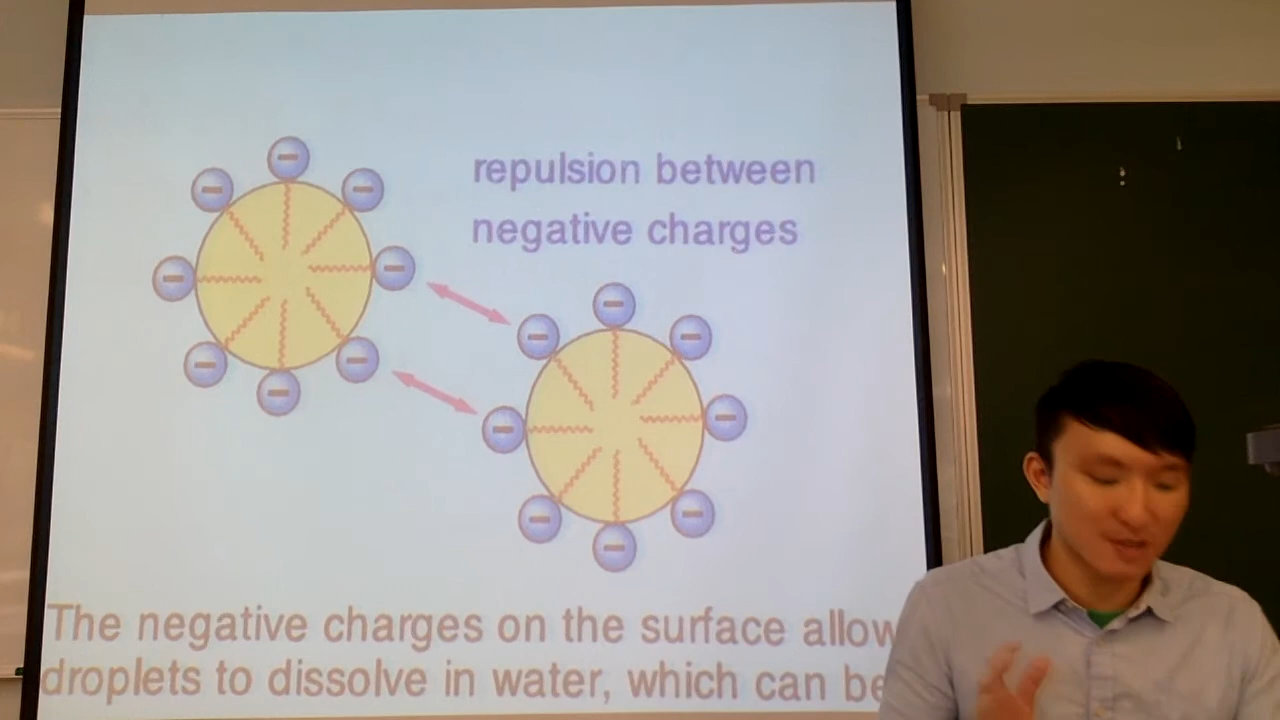 repulsion between
negative charges
The negative charges on the surface allow
droplets to dissolve in water, which can be